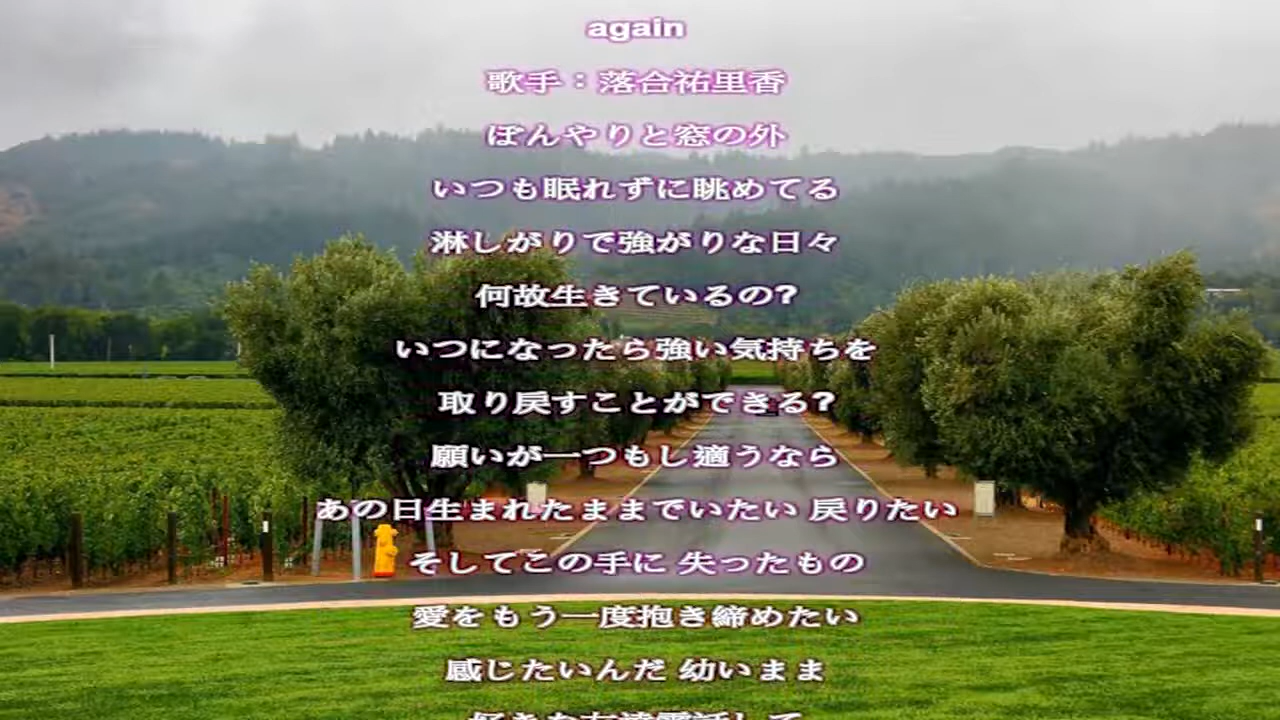 again
歌手：落合祐里香
ぼんやりと窓の外
いつも眠れずに眺めてる
淋しがりで強がりな日々
何故生きているの?
いつになったら強い気持ちを
取り戻すことができる?
願いが一つもし適うなら
あの日生まれたままでいたい 戻りたい
そしてこの手に 失ったもの
愛をもう一度抱き締めたい
感じたいんだ 幼いまま